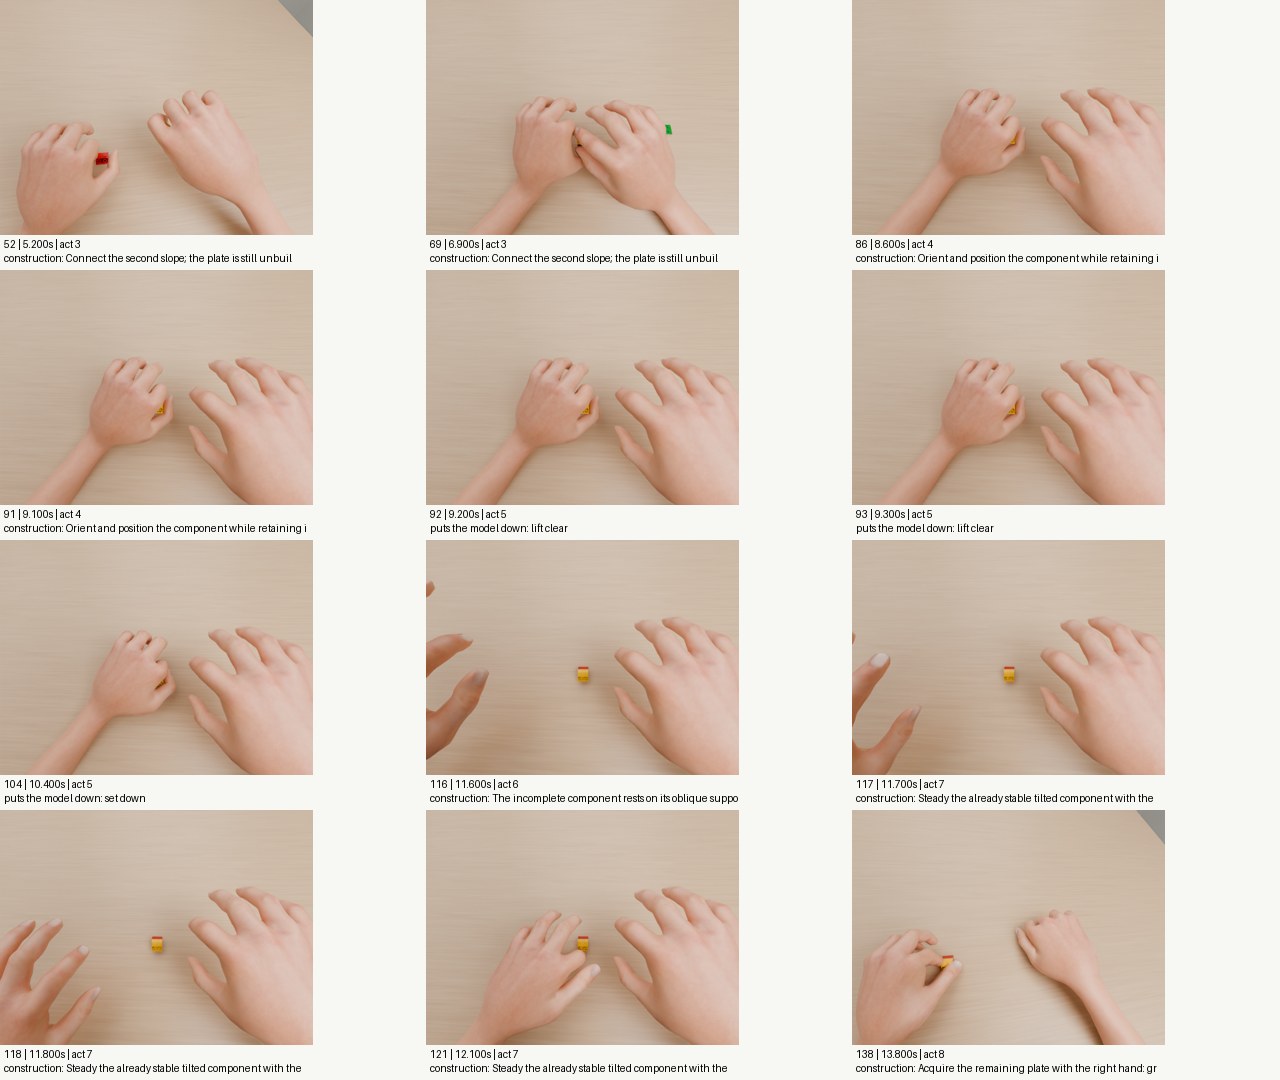 52 | 5.200s | act 3
construction: Connect the second slope; the plate is still unbuil
69 | 6.900s | act 3
construction: Connect the second slope; the plate is still unbuil
86 | 8.600s | act 4
construction: Orient and position the component while retaining i
91 | 9.100s | act 4
construction: Orient and position the component while retaining i
92 | 9.200s | act 5
puts the model down: lift clear
93 | 9.300s | act 5
puts the model down: lift clear
104 | 10.400s | act 5
puts the model down: set down
116 | 11.600s | act 6
construction: The incomplete component rests on its oblique suppo
117 | 11.700s | act 7
construction: Steady the already stable tilted component with the
118 | 11.800s | act 7
construction: Steady the already stable tilted component with the
121 | 12.100s | act 7
construction: Steady the already stable tilted component with the
138 | 13.800s | act 8
construction: Acquire the remaining plate with the right hand: gr